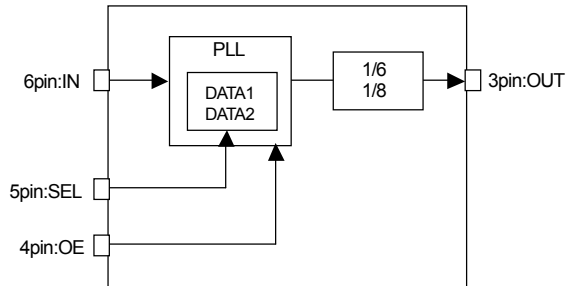 PLL
6pin:IN
DATA1
DATA2
1/6
1/8
3pin:OUT
5pin:SEL
4pin:OE